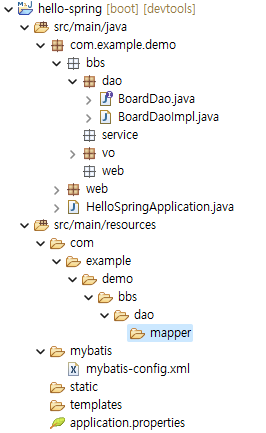 hello-spring [boot] [devtools]
src/main/java
com.example.demo
bbs
dao
BoardDao.java
BoardDaoImpl.java
service
vo
web
web
HelloSpringApplication.java
src/main/resources
com
example
demo
bbs
dao
mapper
mybatis
mybatis-config.xml
static
templates
application.properties